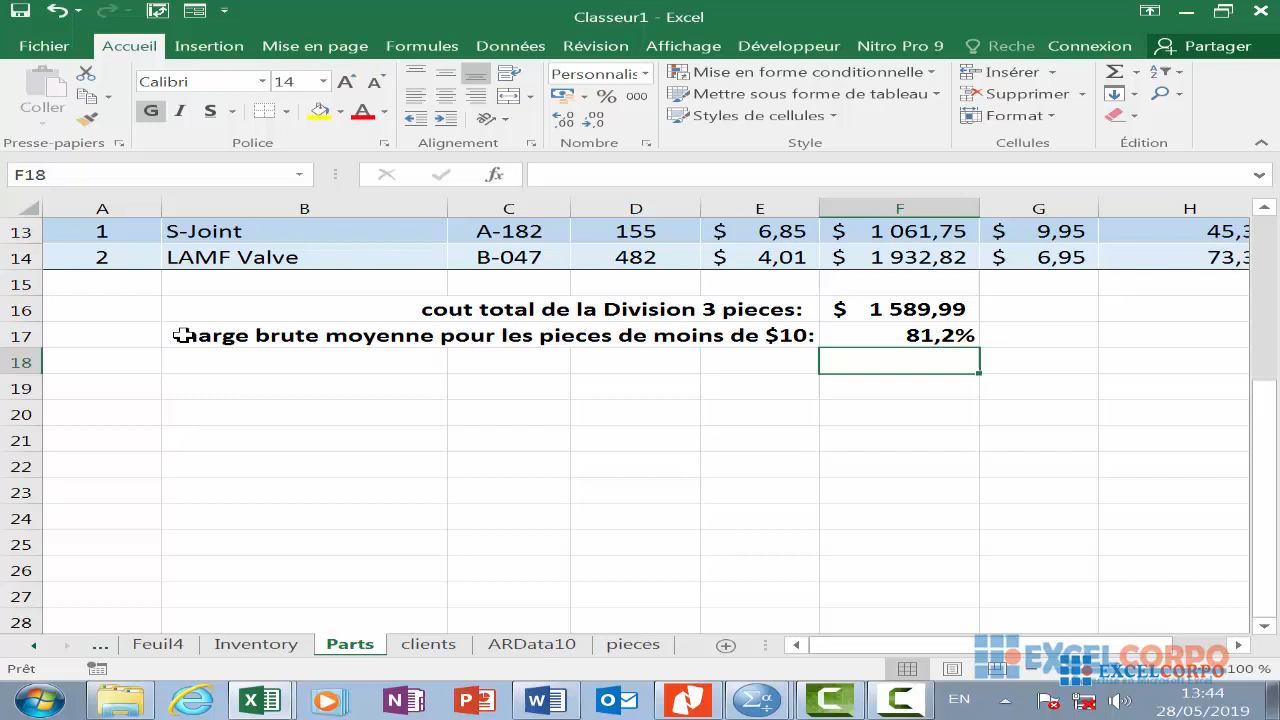 Classeur1 - Excel
Fichier Accueil Insertion Mise en page Formules Données Révision Affichage Développeur Nitro Pro 9 Reche Connexion Partager
Coller
Calibri 14
G I S
Personnalis
% 000
Mise en forme conditionnelle
Mettre sous forme de tableau
Styles de cellules
Insérer
Supprimer
Format
Presse-papiers Police Alignement Nombre Style Cellules Édition
F18 fx
A B C D E F G H
13 1 S-Joint A-182 155 $ 6,85 $ 1 061,75 $ 9,95 45,3
14 2 LAMF Valve B-047 482 $ 4,01 $ 1 932,82 $ 6,95 73,3
15
16 cout total de la Division 3 pieces: $ 1 589,99
17 arge brute moyenne pour les pieces de moins de $10: 81,2%
18
19
20
21
22
23
24
25
26
27
28
... Feuil4 Inventory Parts clients ARData10 pieces
Prêt 100 %
EXCELCORPO
EXCELCORPO
EN 13:44
28/05/2019